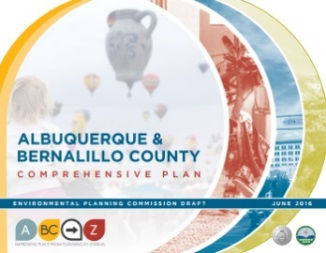 ALBUQUERQUE &
BERNALILLO COUNTY
COMPREHENSIVE PLAN
ENVIRONMENTAL PLANNING COMMISSION DRAFT JUNE 2016
A BC Z